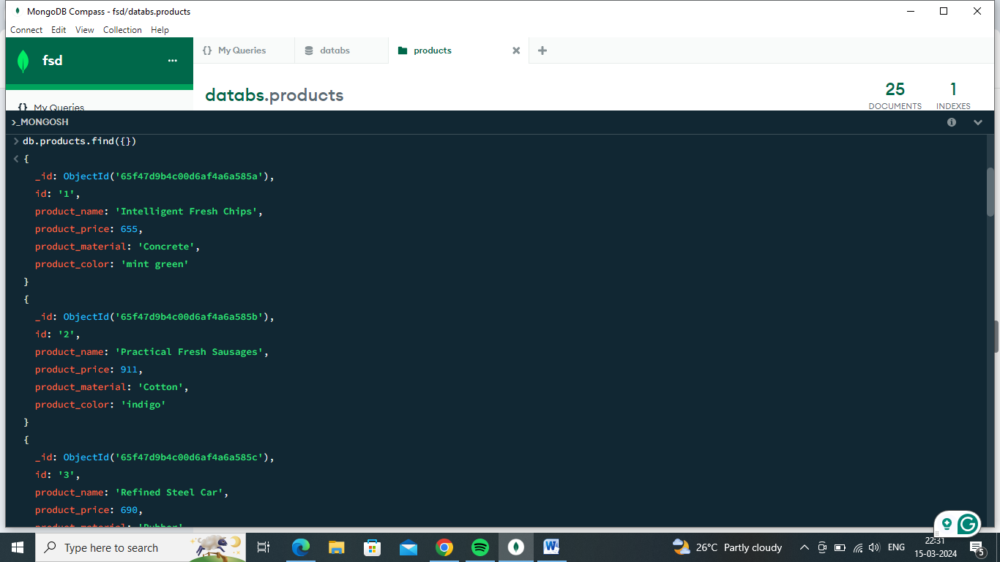 MongoDB Compass - fsd/databs.products
Connect Edit View Collection Help
fsd
{} My Queries
databs
products
databs.products
25
DOCUMENTS
1
INDEXES
{} My Queries
>_MONGOSH
> db.products.find({})
< {
_id: ObjectId('65f47d9b4c00d6af4a6a585a'),
id: '1',
product_name: 'Intelligent Fresh Chips',
product_price: 655,
product_material: 'Concrete',
product_color: 'mint green'
}
{
_id: ObjectId('65f47d9b4c00d6af4a6a585b'),
id: '2',
product_name: 'Practical Fresh Sausages',
product_price: 911,
product_material: 'Cotton',
product_color: 'indigo'
}
{
_id: ObjectId('65f47d9b4c00d6af4a6a585c'),
id: '3',
product_name: 'Refined Steel Car',
product_price: 690,
product_material: 'Rubber'
Type here to search
26°C Partly cloudy
ENG
22:31
15-03-2024
5